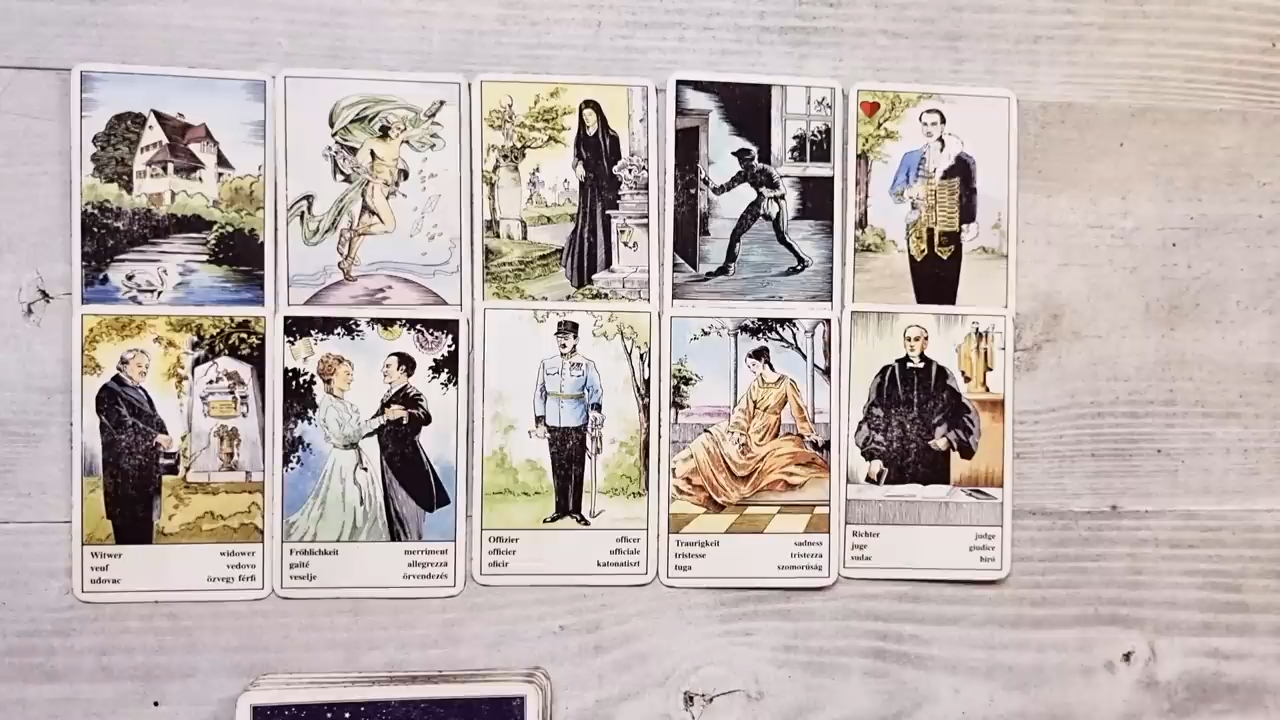 Witwer widower
veuf vedovo
udovac özvegy férfi
Fröhlichkeit merriment
gaîté allegrezza
veselje örvendezés
Offizier officer
officier ufficiale
oficir katonatiszt
Traurigkeit sadness
tristesse tristezza
tuga szomorúság
Richter judge
juge giudice
sudac bíró